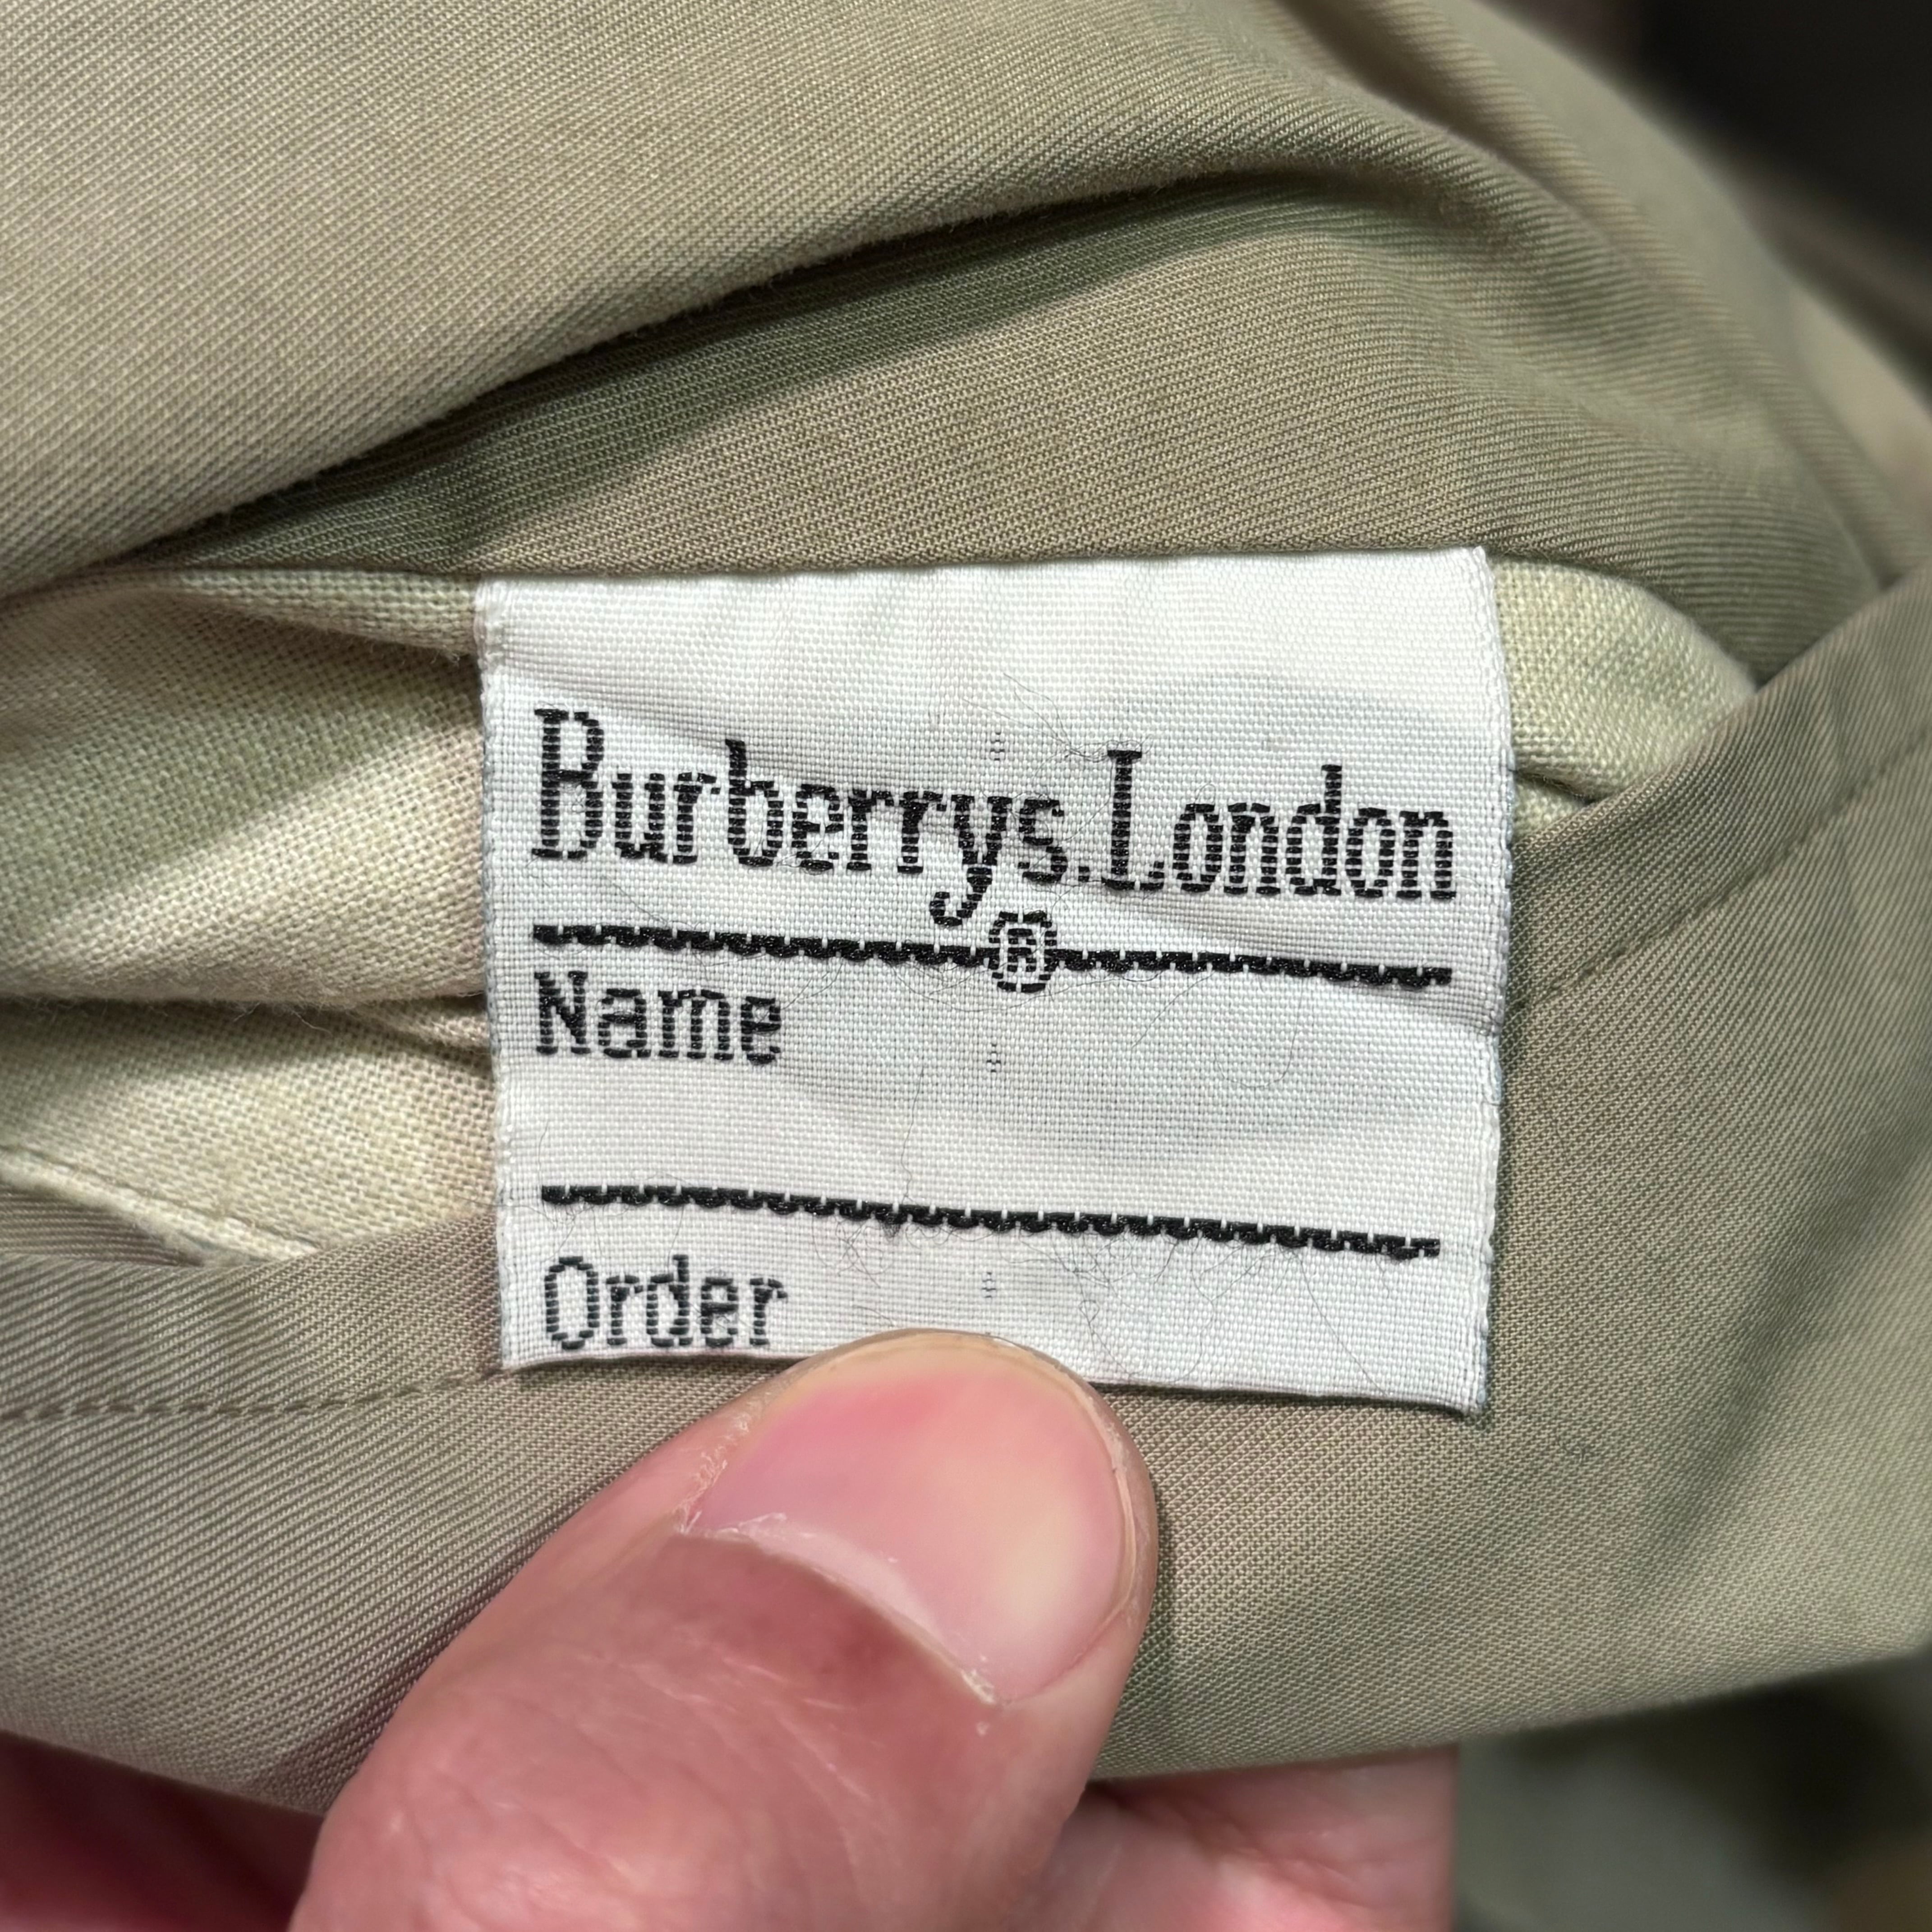 Burberrys.London
®
Name
Order